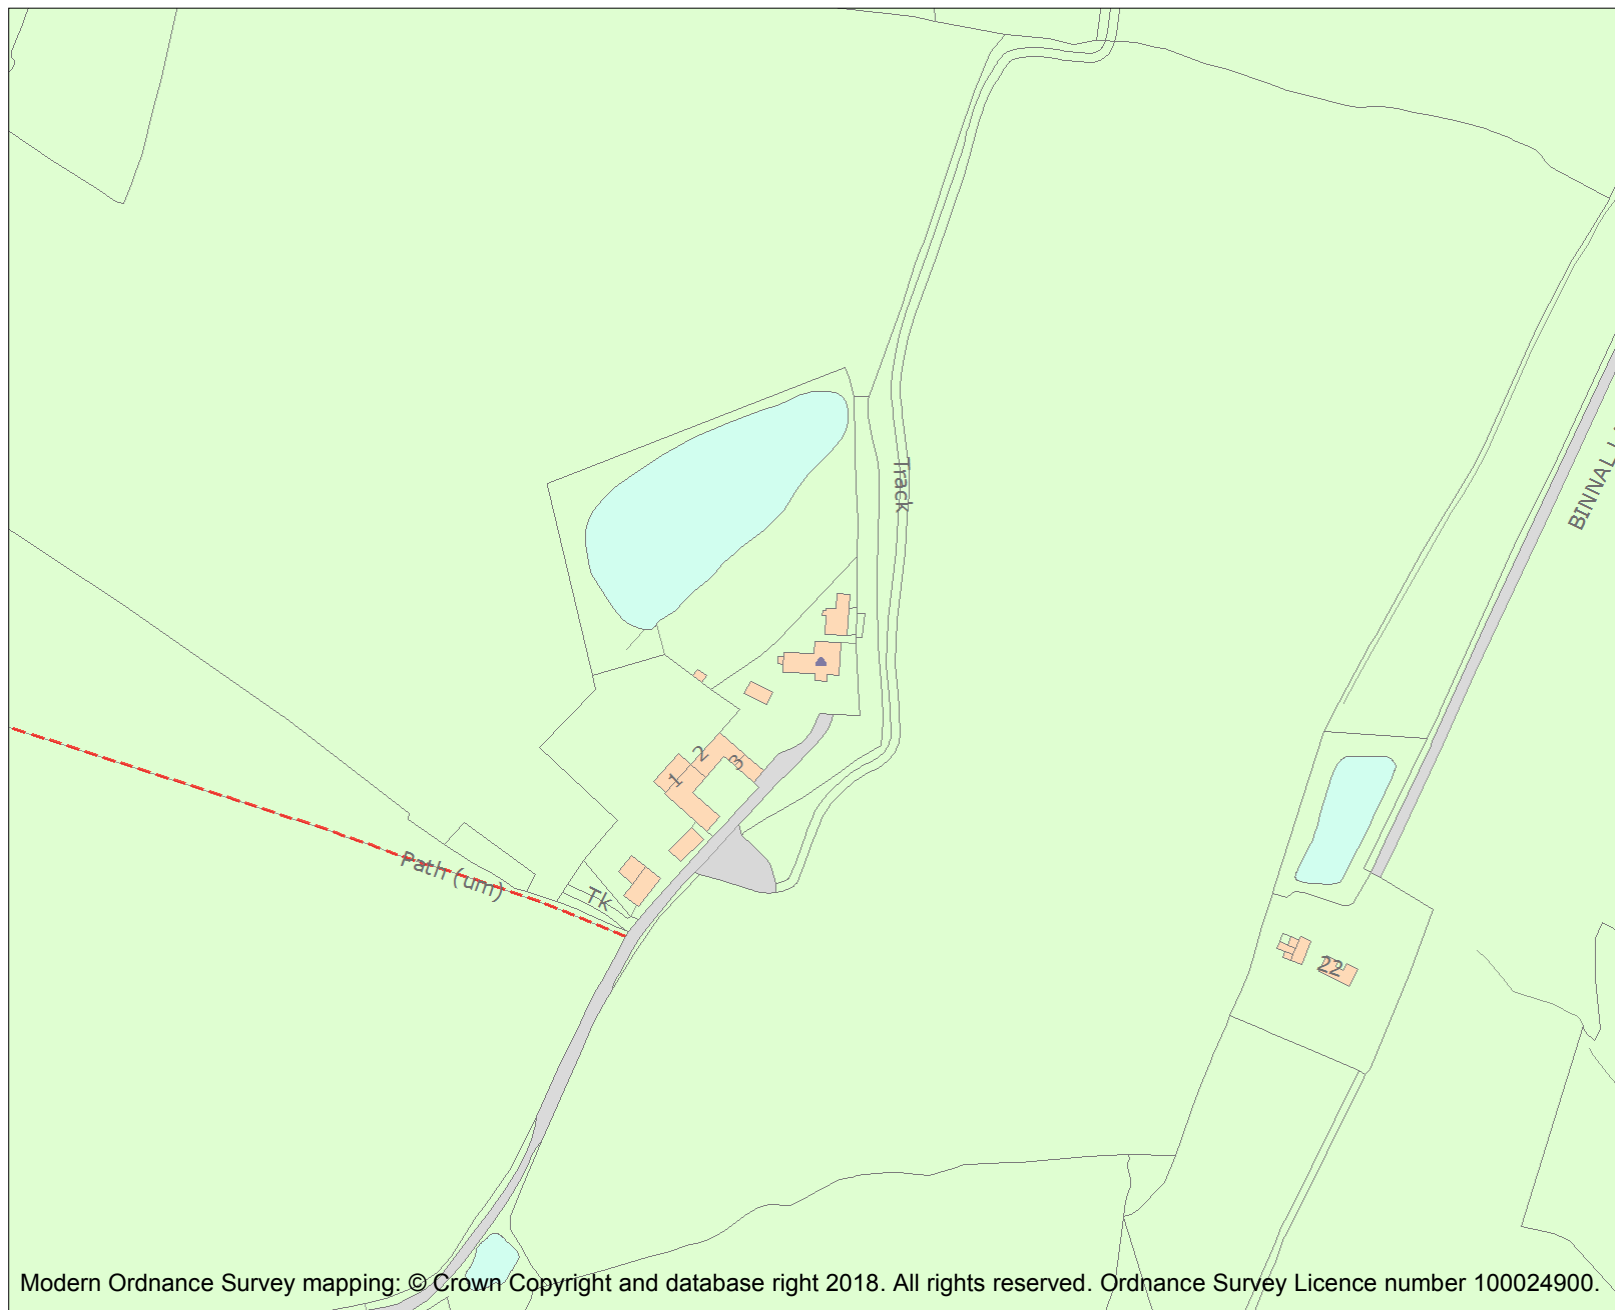 Track
BINNAL
2
3
1
Path (um)
Tk
22
Modern Ordnance Survey mapping: © Crown Copyright and database right 2018. All rights reserved. Ordnance Survey Licence number 100024900.